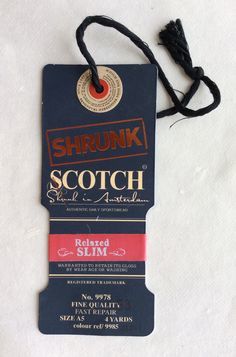 SHRUNK
SCOTCH
Shrunk in Amsterdam
AUTHENTIC DAILY SPORTSWEAR
Relaxed
SLIM
WARRANTED TO RETAIN ITS GLOSS
BY WEAR AGE OR WASHING
REGISTERED TRADEMARK
No. 9978
FINE QUALITY
FAST REPAIR
SIZE A5 4 YARDS
colour ref/ 9985